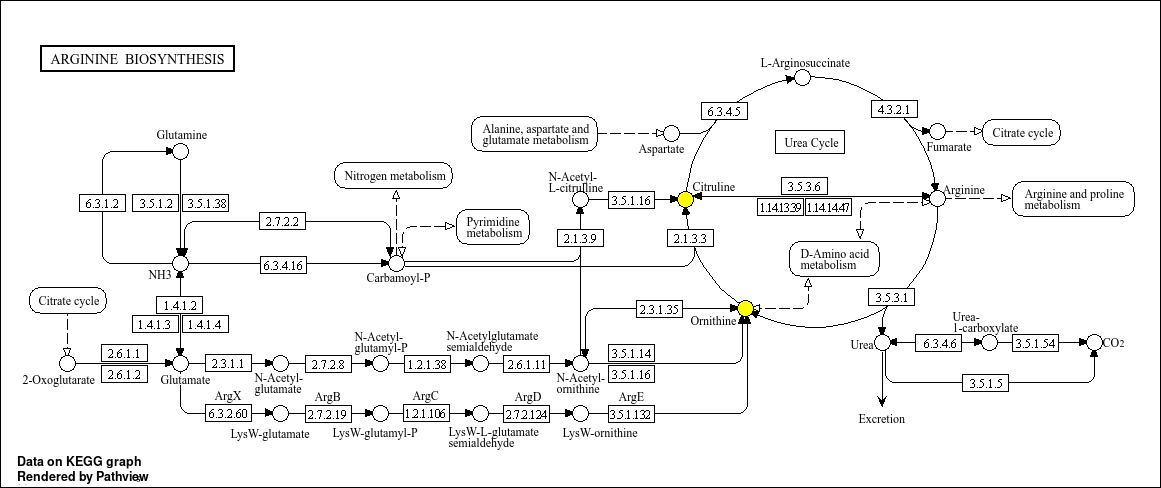 ARGININE BIOSYNTHESIS
L-Arginosuccinate
6.3.4.5
4.3.2.1
Glutamine
Alanine, aspartate and
glutamate metabolism
Aspartate
Urea Cycle
Fumarate
Citrate cycle
Nitrogen metabolism
N-Acetyl-
L-citrulline
Citruline
3.5.3.6
Arginine
Arginine and proline
metabolism
6.3.1.2
3.5.1.2
3.5.1.38
3.5.1.16
1.14.13.39
1.14.14.47
2.7.2.2
Pyrimidine
metabolism
2.1.3.9
2.1.3.3
D-Amino acid
metabolism
NH3
6.3.4.16
Carbamoyl-P
Citrate cycle
1.4.1.2
1.4.1.3
1.4.1.4
2.3.1.35
Ornithine
3.5.3.1
Urea-
1-carboxylate
N-Acetyl-
glutamyl-P
N-Acetylglutamate
semialdehyde
Urea
6.3.4.6
3.5.1.54
CO2
2.6.1.1
2.6.1.2
2.3.1.1
2.7.2.8
1.2.1.38
2.6.1.11
3.5.1.14
3.5.1.16
2-Oxoglutarate
Glutamate
N-Acetyl-
glutamate
N-Acetyl-
ornithine
3.5.1.5
ArgX
ArgB
ArgC
ArgD
ArgE
6.3.2.60
2.7.2.19
1.2.1.106
2.7.2.124
3.5.1.132
Excretion
LysW-glutamate
LysW-glutamyl-P
LysW-L-glutamate
semialdehyde
LysW-ornithine
Data on KEGG graph
Rendered by Pathview